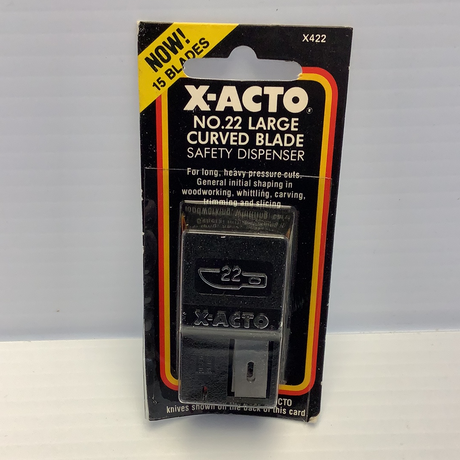 NOW!
15 BLADES
X422
X-ACTO®
NO.22 LARGE
CURVED BLADE
SAFETY DISPENSER
For long, heavy pressure cuts.
General initial shaping in
woodworking, whittling, carving,
trimming and slicing
22
X-ACTO
CTO
knives shown on the back of this card